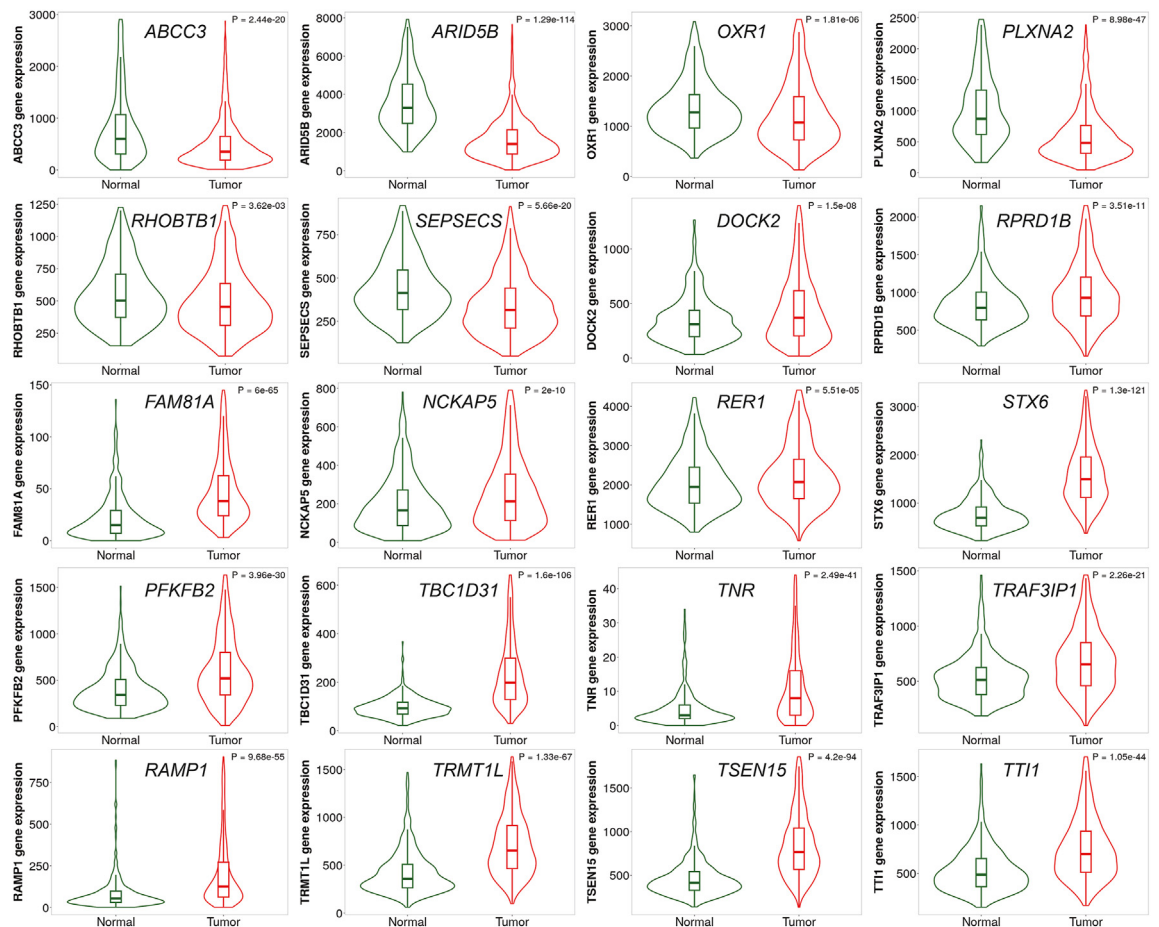 ABCC3 gene expression
3000
2000
1000
0
ABCC3
P = 2.44e-20
Normal
Tumor
ARID5B gene expression
8000
6000
4000
2000
0
ARID5B
P = 1.29e-114
Normal
Tumor
OXR1 gene expression
3000
2000
1000
0
OXR1
P = 1.81e-06
Normal
Tumor
PLXNA2 gene expression
2500
2000
1500
1000
500
0
PLXNA2
P = 8.98e-47
Normal
Tumor
RHOBTB1 gene expression
1250
1000
750
500
250
RHOBTB1
P = 3.62e-03
Normal
Tumor
SEPSECS gene expression
750
500
250
SEPSECS
P = 5.66e-20
Normal
Tumor
DOCK2 gene expression
1000
500
0
DOCK2
P = 1.5e-08
Normal
Tumor
RPRD1B gene expression
2000
1500
1000
500
RPRD1B
P = 3.51e-11
Normal
Tumor
FAM81A gene expression
150
100
50
0
FAM81A
P = 6e-65
Normal
Tumor
NCKAP5 gene expression
800
600
400
200
0
NCKAP5
P = 2e-10
Normal
Tumor
RER1 gene expression
4000
3000
2000
1000
RER1
P = 5.51e-05
Normal
Tumor
STX6 gene expression
3000
2000
1000
0
STX6
P = 1.3e-121
Normal
Tumor
PFKFB2 gene expression
1500
1000
500
0
PFKFB2
P = 3.96e-30
Normal
Tumor
TBC1D31 gene expression
600
400
200
0
TBC1D31
P = 1.6e-106
Normal
Tumor
TNR gene expression
40
30
20
10
0
TNR
P = 2.49e-41
Normal
Tumor
TRAF3IP1 gene expression
1500
1000
500
TRAF3IP1
P = 2.26e-21
Normal
Tumor
RAMP1 gene expression
750
500
250
0
RAMP1
P = 9.68e-55
Normal
Tumor
TRMT1L gene expression
1500
1000
500
0
TRMT1L
P = 1.33e-67
Normal
Tumor
TSEN15 gene expression
1500
1000
500
TSEN15
P = 4.2e-94
Normal
Tumor
TTI1 gene expression
1500
1000
500
TTI1
P = 1.05e-44
Normal
Tumor